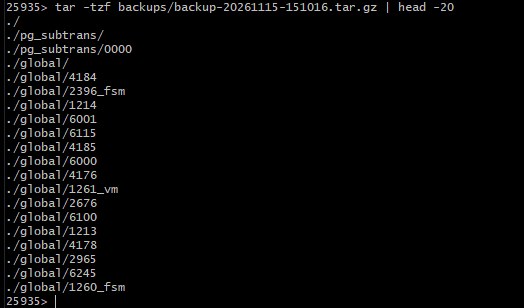 25935> tar -tzf backups/backup-20261115-151016.tar.gz | head -20
./
./pg_subtrans/
./pg_subtrans/0000
./global/
./global/4184
./global/2396_fsm
./global/1214
./global/6001
./global/6115
./global/4185
./global/6000
./global/4176
./global/1261_vm
./global/2676
./global/6100
./global/1213
./global/4178
./global/2965
./global/6245
./global/1260_fsm
25935>